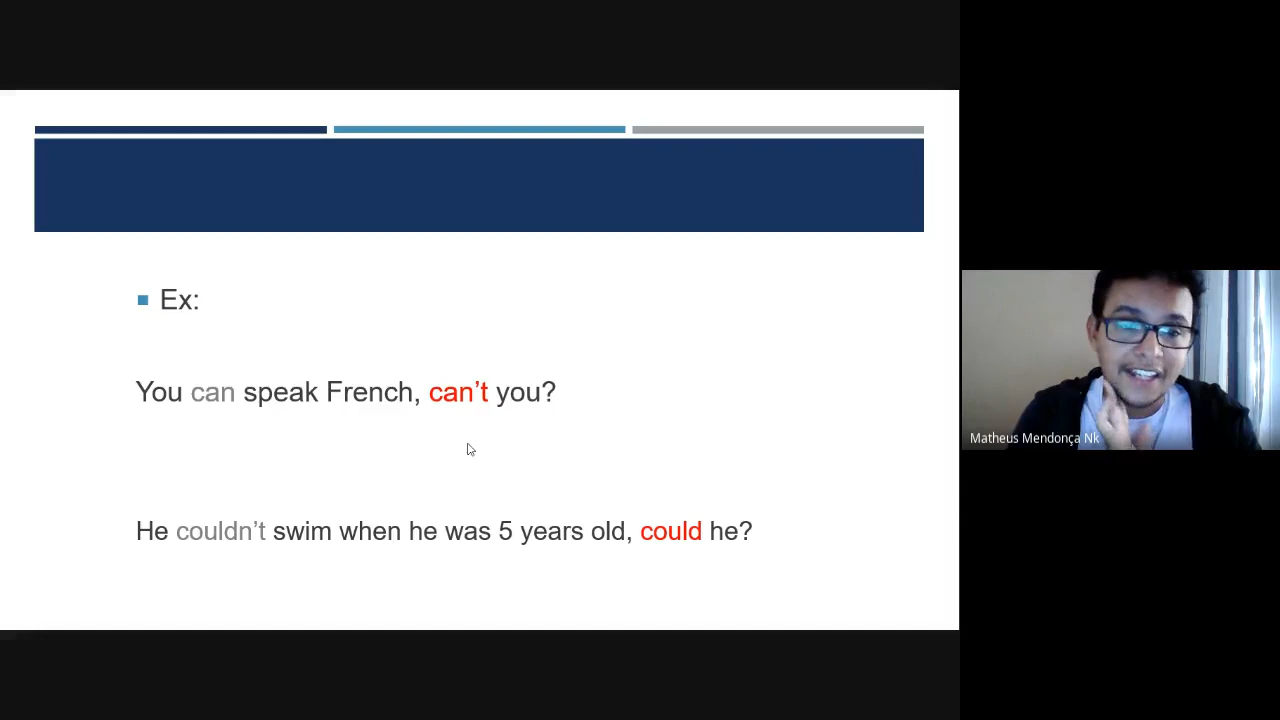 Ex:
You can speak French, can’t you?
He couldn’t swim when he was 5 years old, could he?
Matheus Mendonça Nk